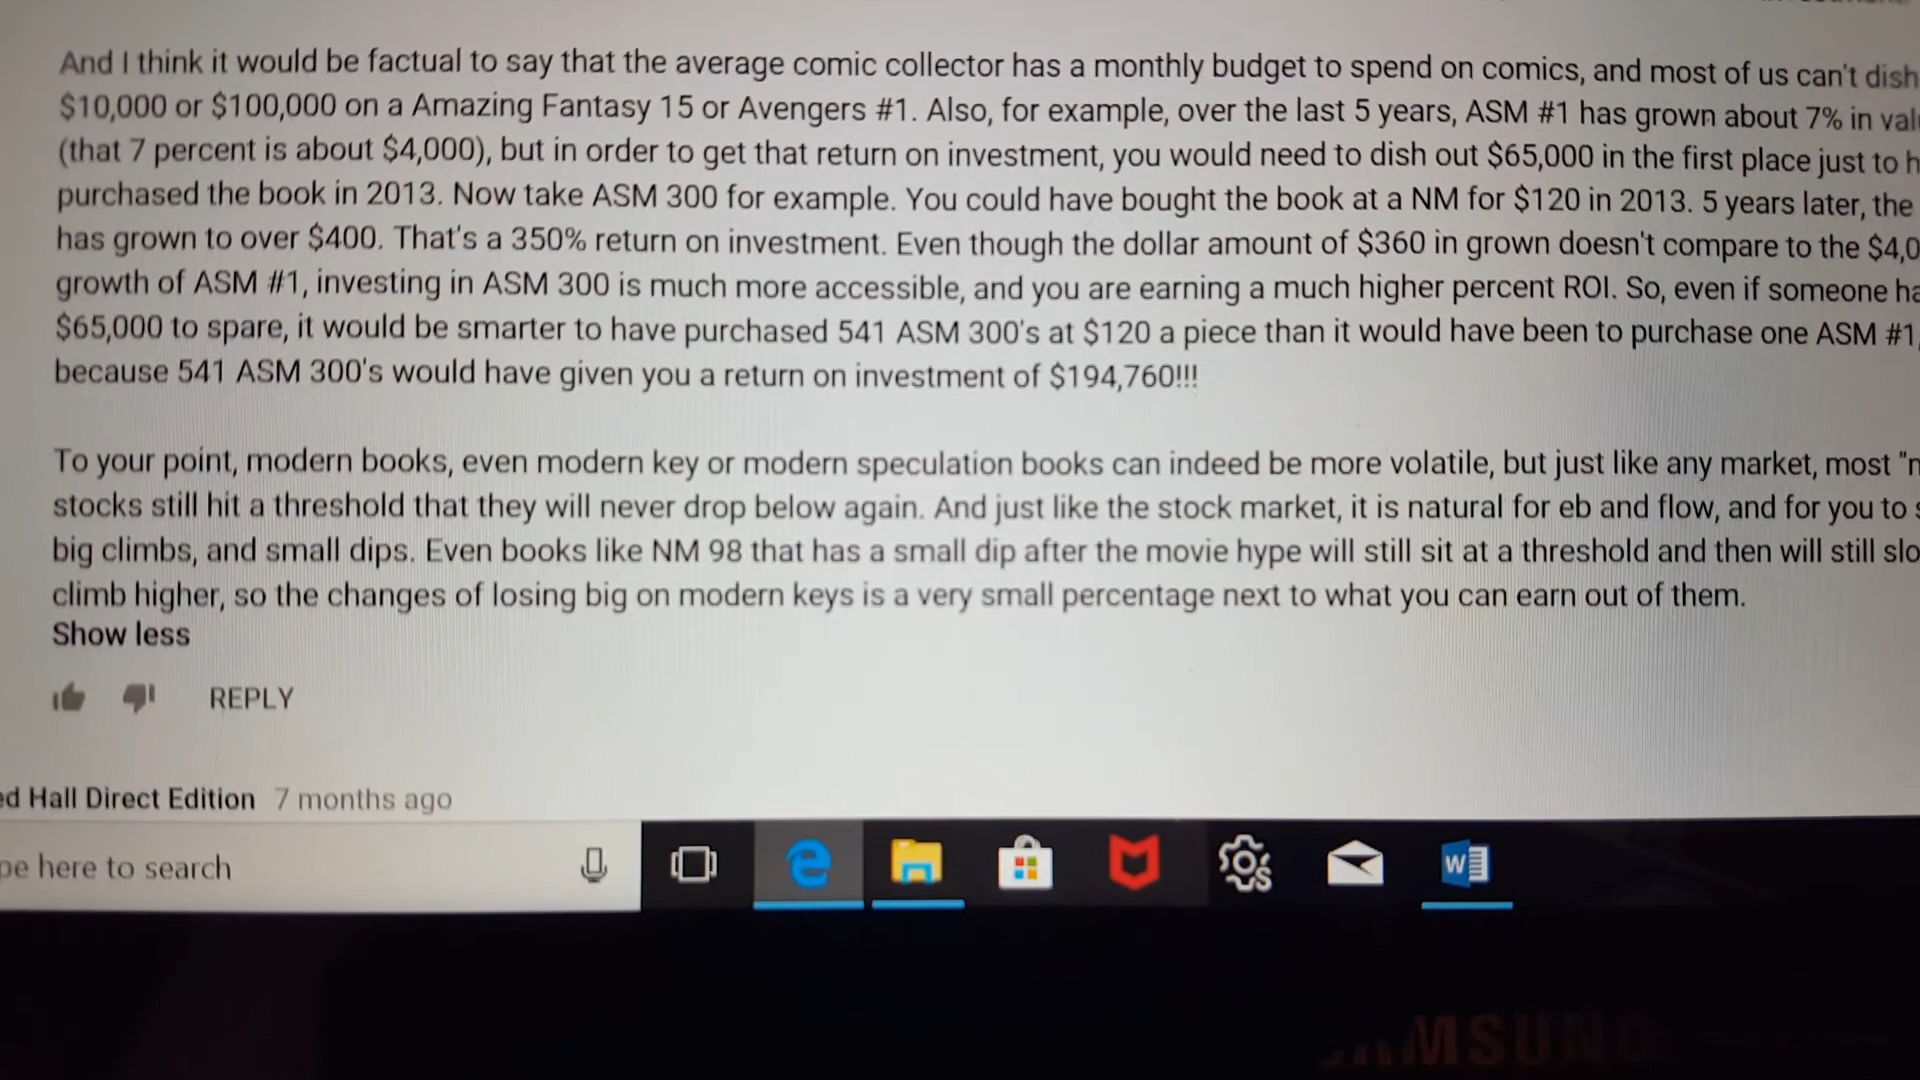 And I think it would be factual to say that the average comic collector has a monthly budget to spend on comics, and most of us can't dish
$10,000 or $100,000 on a Amazing Fantasy 15 or Avengers #1. Also, for example, over the last 5 years, ASM #1 has grown about 7% in
(that 7 percent is about $4,000), but in order to get that return on investment, you would need to dish out $65,000 in the first place just to
purchased the book in 2013. Now take ASM 300 for example. You could have bought the book at a NM for $120 in 2013. 5 years later, the
has grown to over $400. That's a 350% return on investment. Even though the dollar amount of $360 in grown doesn't compare to the
growth of ASM #1, investing in ASM 300 is much more accessible, and you are earning a much higher percent ROI. So, even if someone
$65,000 to spare, it would be smarter to have purchased 541 ASM 300's at $120 a piece than it would have been to purchase one ASM #1,
because 541 ASM 300's would have given you a return on investment of $194,760!!!
To your point, modern books, even modern key or modern speculation books can indeed be more volatile, but just like any market, most
stocks still hit a threshold that they will never drop below again. And just like the stock market, it is natural for eb and flow, and for you to
big climbs, and small dips. Even books like NM 98 that has a small dip after the movie hype will still sit at a threshold and then will still
climb higher, so the changes of losing big on modern keys is a very small percentage next to what you can earn out of them.
Show less
REPLY
Hall Direct Edition 7 months ago
here to search
W
SAMSUNG